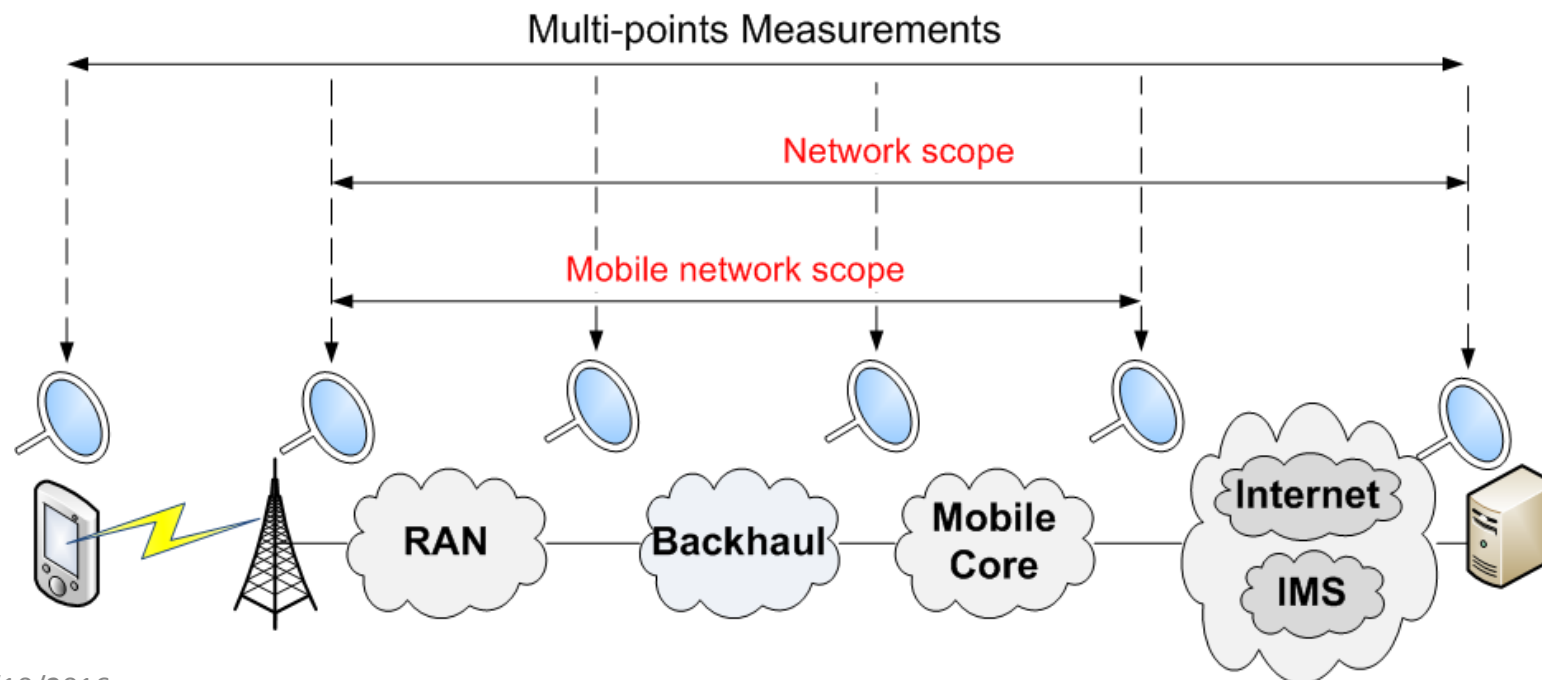 Multi-points Measurements
Network scope
Mobile network scope
RAN
Backhaul
Mobile
Core
Internet
IMS